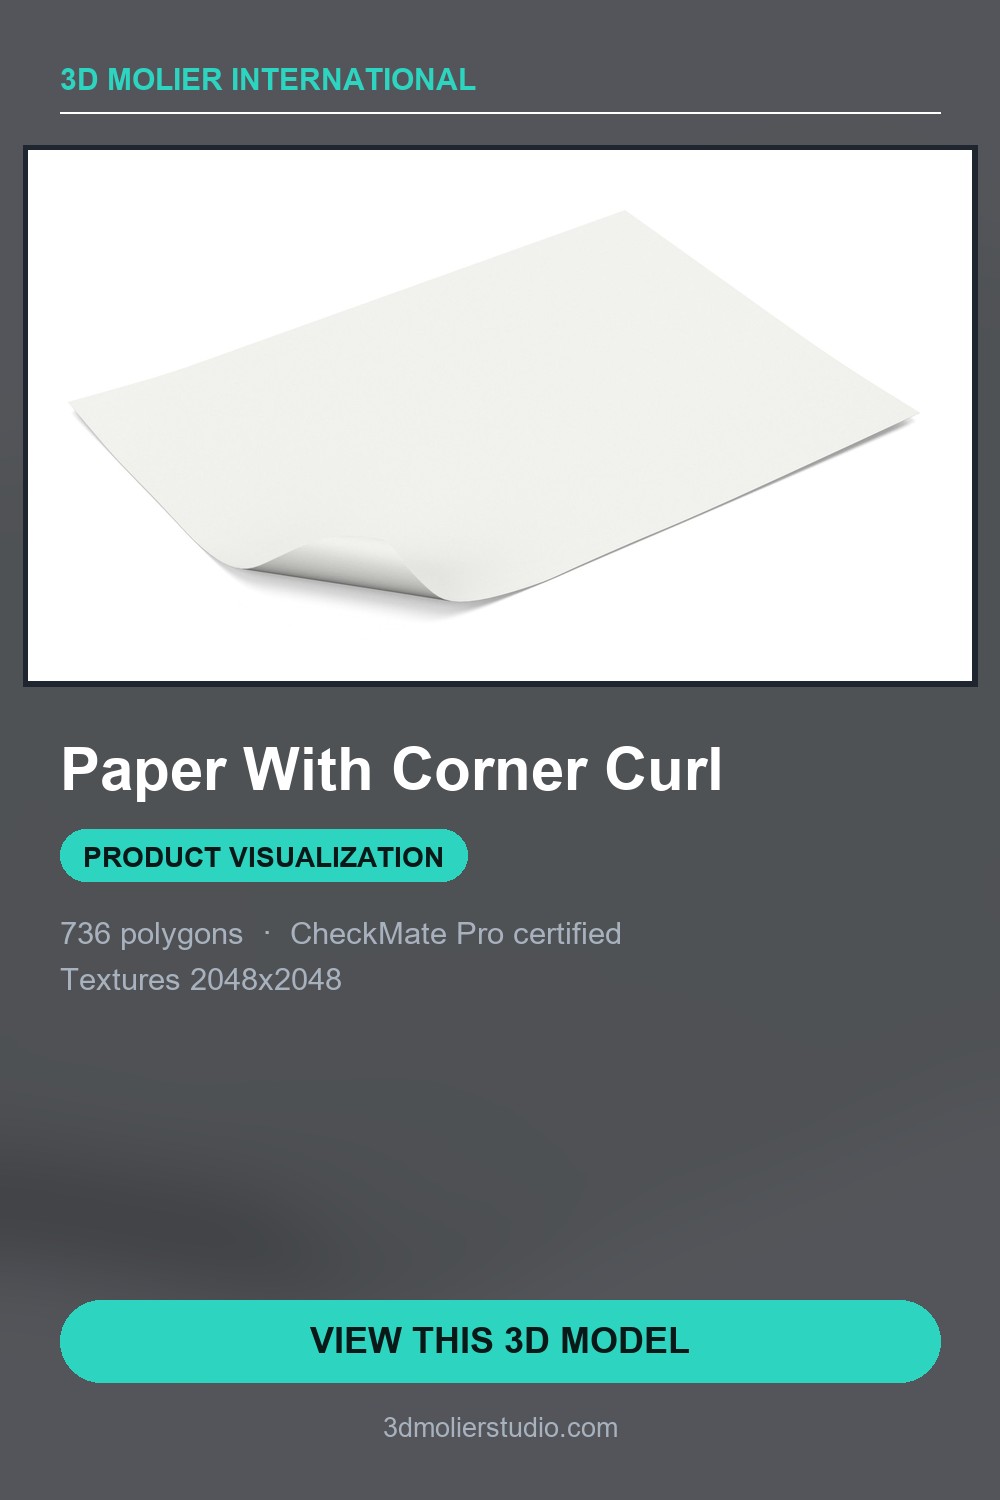 3D MOLIER INTERNATIONAL
Paper With Corner Curl
PRODUCT VISUALIZATION
736 polygons · CheckMate Pro certified
Textures 2048x2048
VIEW THIS 3D MODEL
3dmolierstudio.com